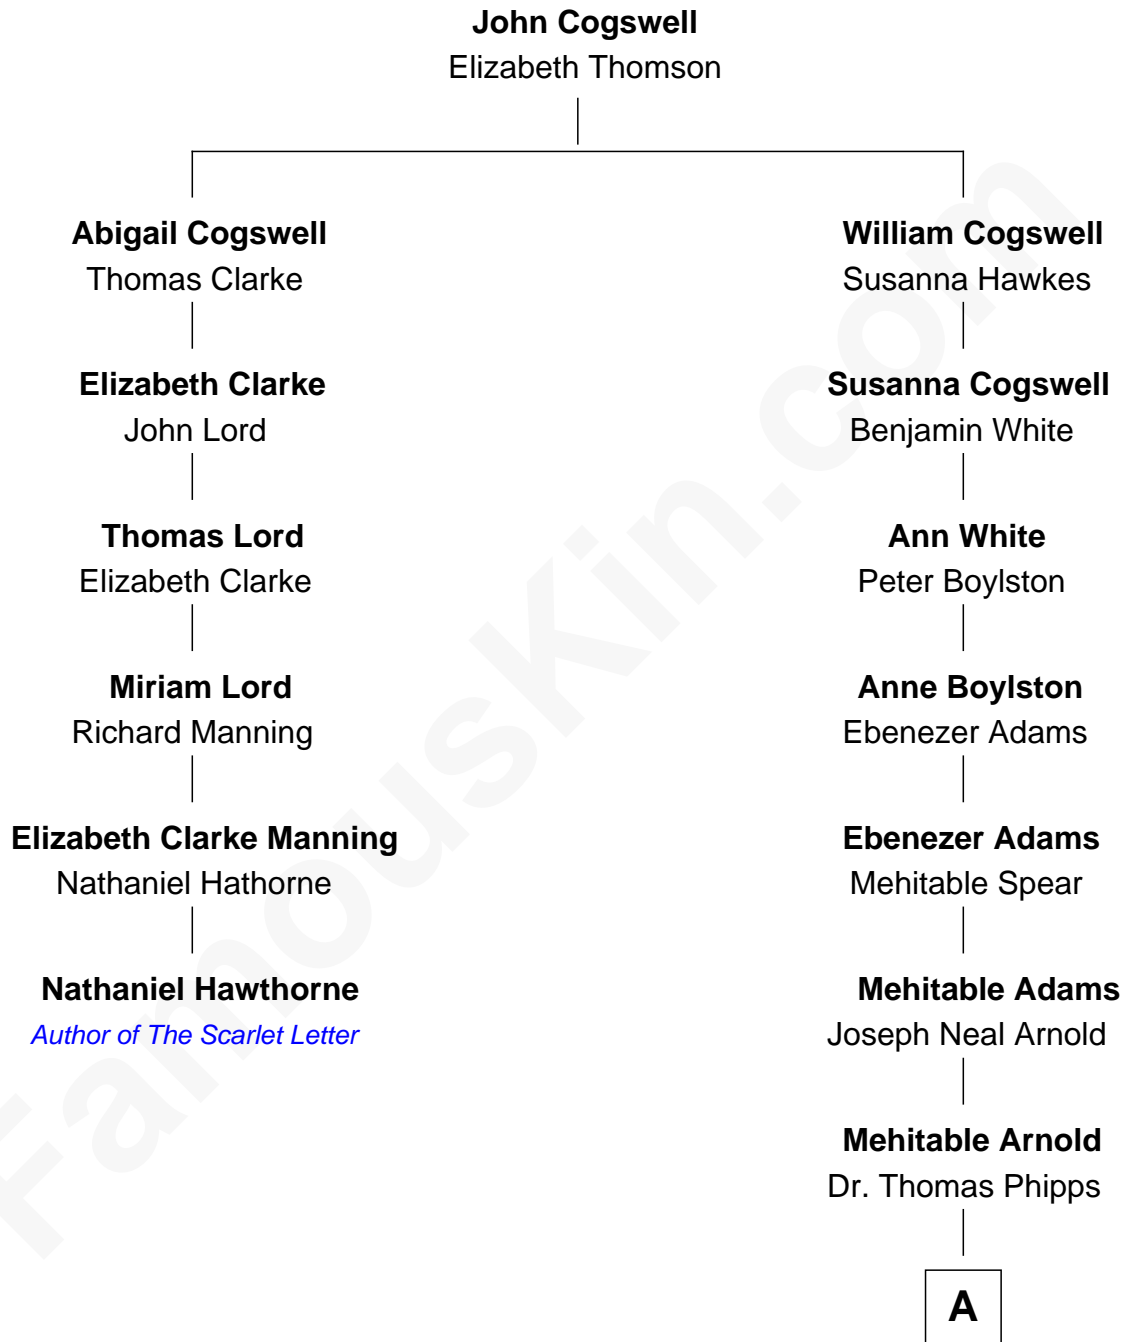 John Cogswell
Elizabeth Thomson
Abigail Cogswell
Thomas Clarke
Elizabeth Clarke
John Lord
Thomas Lord
Elizabeth Clarke
Miriam Lord
Richard Manning
Elizabeth Clarke Manning
Nathaniel Hathorne
Nathaniel Hawthorne
Author of The Scarlet Letter
William Cogswell
Susanna Hawkes
Susanna Cogswell
Benjamin White
Ann White
Peter Boylston
Anne Boylston
Ebenezer Adams
Ebenezer Adams
Mehitable Spear
Mehitable Adams
Joseph Neal Arnold
Mehitable Arnold
Dr. Thomas Phipps
A
FamousKin.com